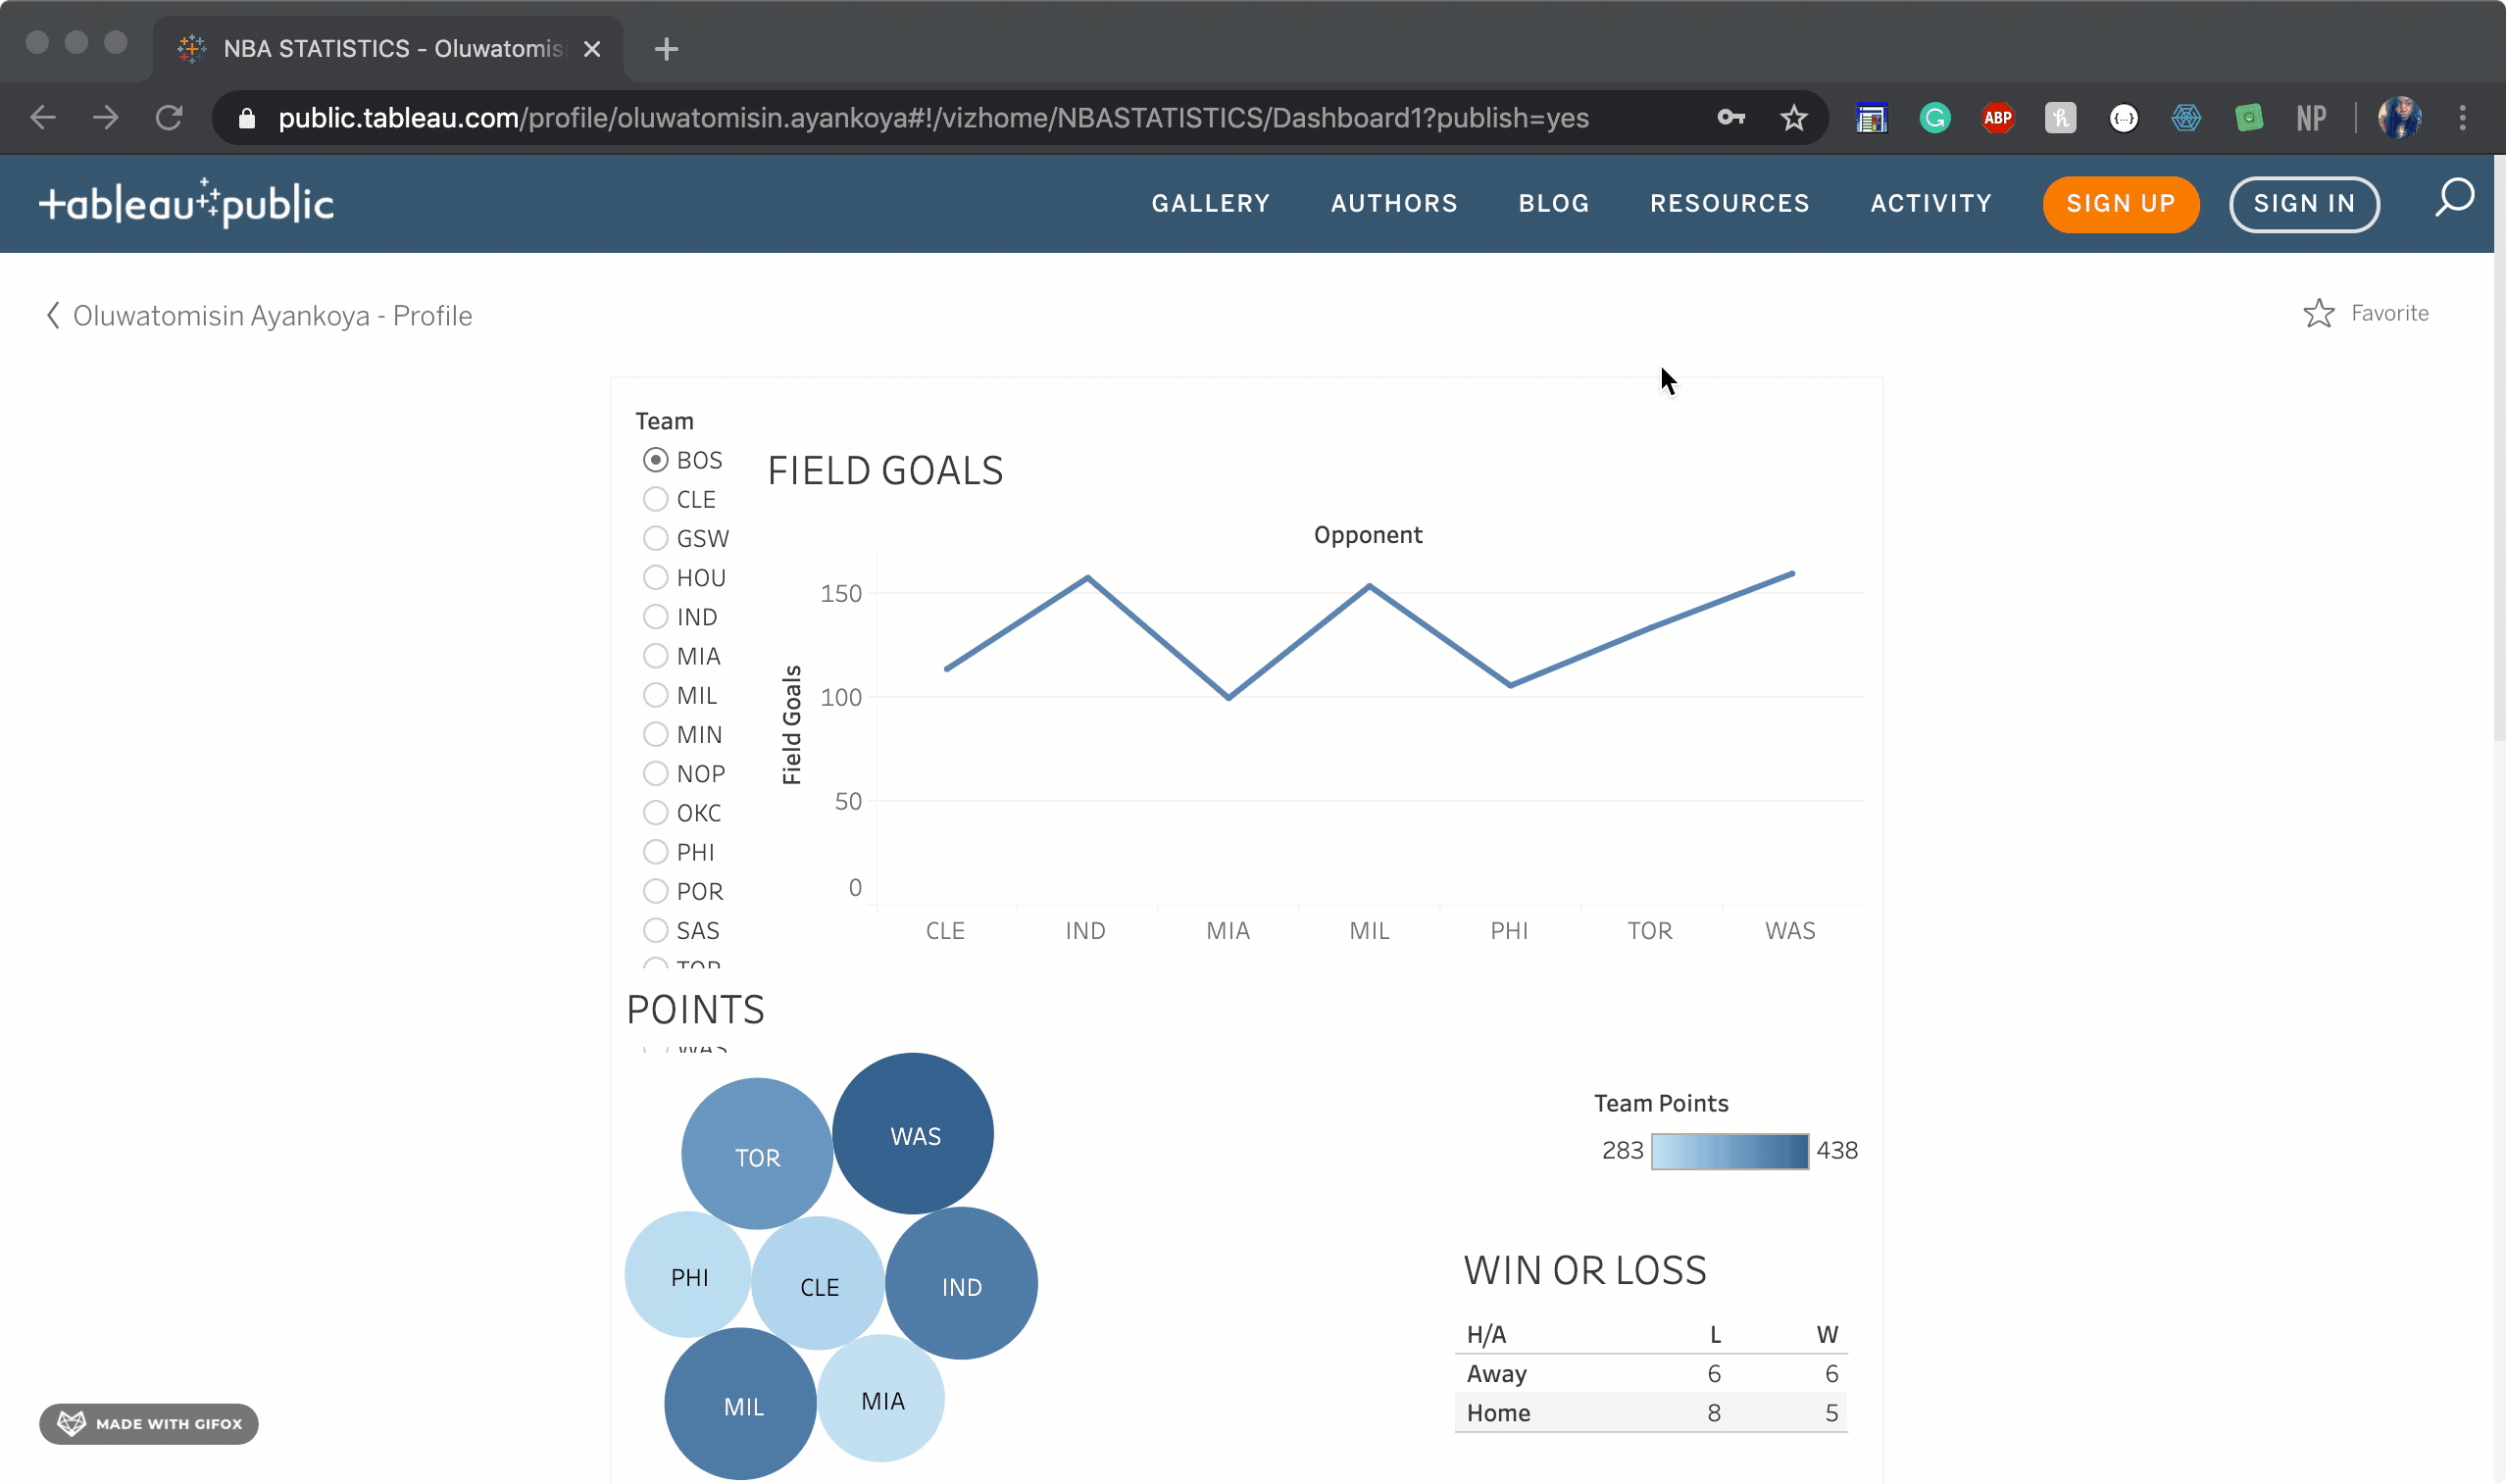 NBA STATISTICS - Oluwatomis
public.tableau.com/profile/oluwatomisin.ayankoya#!/vizhome/NBASTATISTICS/Dashboard1?publish=yes
ABP
NP
tableau public
GALLERY AUTHORS BLOG RESOURCES ACTIVITY SIGN UP SIGN IN
Oluwatomisin Ayankoya - Profile
Favorite
Team
BOS
CLE
GSW
HOU
IND
MIA
MIL
MIN
NOP
OKC
PHI
POR
SAS
TOR
FIELD GOALS
Opponent
Field Goals
150
100
50
0
CLE IND MIA MIL PHI TOR WAS
POINTS
WAS
TOR
WAS
PHI
CLE
IND
MIL
MIA
Team Points
283 438
WIN OR LOSS
H/A L W
Away 6 6
Home 8 5
MADE WITH GIFOX